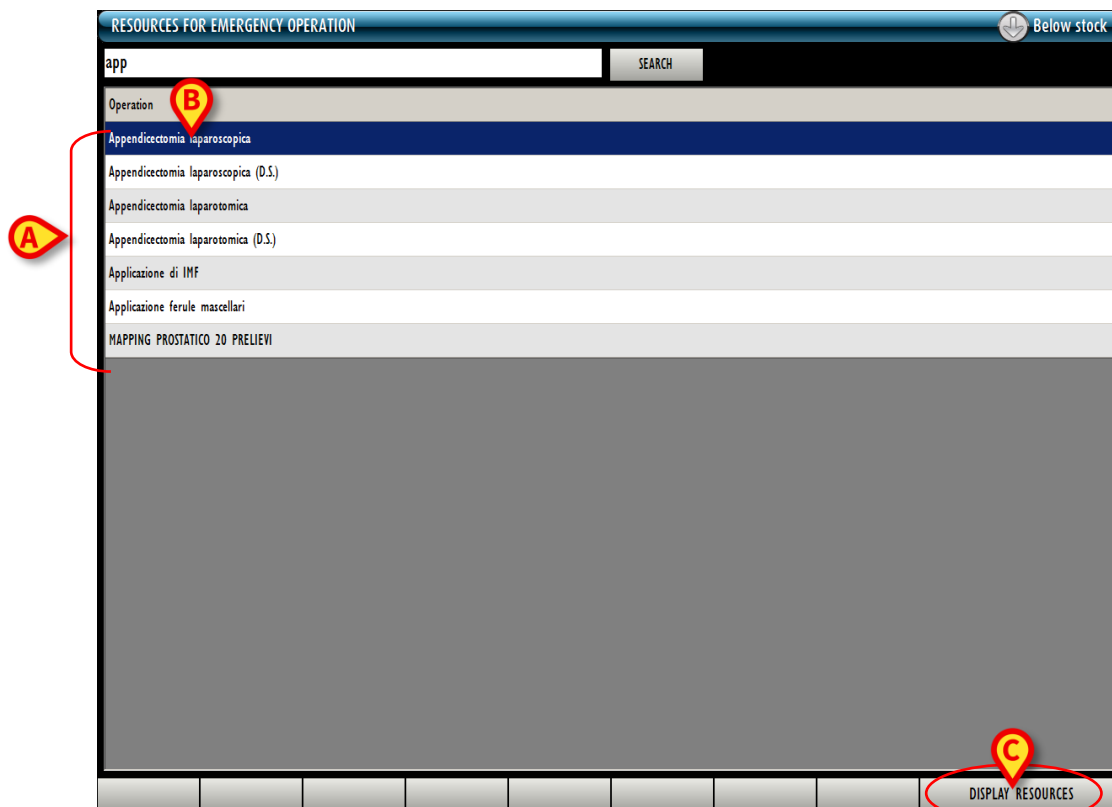 RESOURCES FOR EMERGENCY OPERATION Below stock
app SEARCH
Operation B
Appendicectomia laparoscopica
Appendicectomia laparoscopica (D.S.)
Appendicectomia laparotomica
A
Appendicectomia laparotomica (D.S.)
Applicazione di IMF
Applicazione ferule mascellari
MAPPING PROSTATICO 20 PRELIEVI
C
DISPLAY RESOURCES